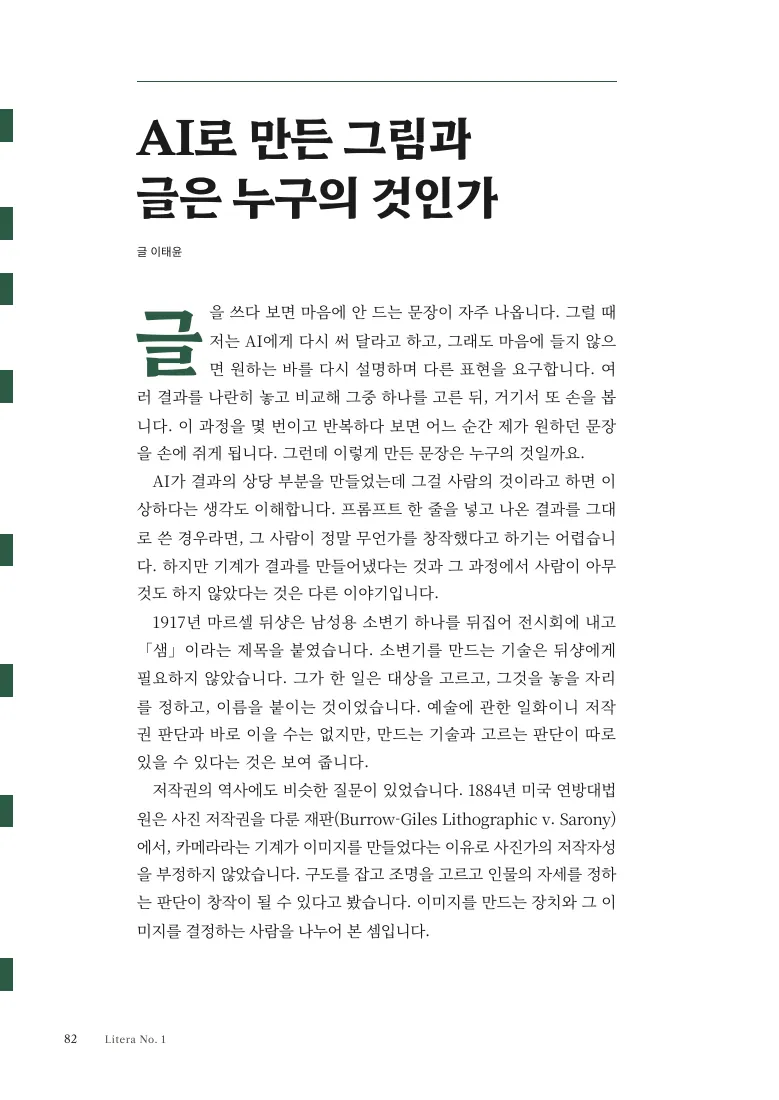 AI로 만든 그림과
글은 누구의 것인가
글 이태윤
글을 쓰다 보면 마음에 안 드는 문장이 자주 나옵니다. 그럴 때
저는 AI에게 다시 써 달라고 하고, 그래도 마음에 들지 않으
면 원하는 바를 다시 설명하며 다른 표현을 요구합니다. 여
러 결과를 나란히 놓고 비교해 그중 하나를 고른 뒤, 거기서 또 손을 봅
니다. 이 과정을 몇 번이고 반복하다 보면 어느 순간 제가 원하던 문장
을 손에 쥐게 됩니다. 그런데 이렇게 만든 문장은 누구의 것일까요.
AI가 결과의 상당 부분을 만들었는데 그걸 사람의 것이라고 하면 이
상하다는 생각도 이해합니다. 프롬프트 한 줄을 넣고 나온 결과를 그대
로 쓴 경우라면, 그 사람이 정말 무언가를 창작했다고 하기는 어렵습니
다. 하지만 기계가 결과를 만들어냈다는 것과 그 과정에서 사람이 아무
것도 하지 않았다는 것은 다른 이야기입니다.
1917년 마르셀 뒤샹은 남성용 소변기 하나를 뒤집어 전시회에 내고
「샘」이라는 제목을 붙였습니다. 소변기를 만드는 기술은 뒤샹에게
필요하지 않았습니다. 그가 한 일은 대상을 고르고, 그것을 놓을 자리
를 정하고, 이름을 붙이는 것이었습니다. 예술에 관한 일화이니 저작
권 판단과 바로 이을 수는 없지만, 만드는 기술과 고르는 판단이 따로
있을 수 있다는 것은 보여 줍니다.
저작권의 역사에도 비슷한 질문이 있었습니다. 1884년 미국 연방대법
원은 사진 저작권을 다룬 재판(Burrow-Giles Lithographic v. Sarony)
에서, 카메라라는 기계가 이미지를 만들었다는 이유로 사진가의 저작자성
을 부정하지 않았습니다. 구도를 잡고 조명을 고르고 인물의 자세를 정하
는 판단이 창작이 될 수 있다고 봤습니다. 이미지를 만드는 장치와 그 이
미지를 결정하는 사람을 나누어 본 셈입니다.
82 Litera No. 1